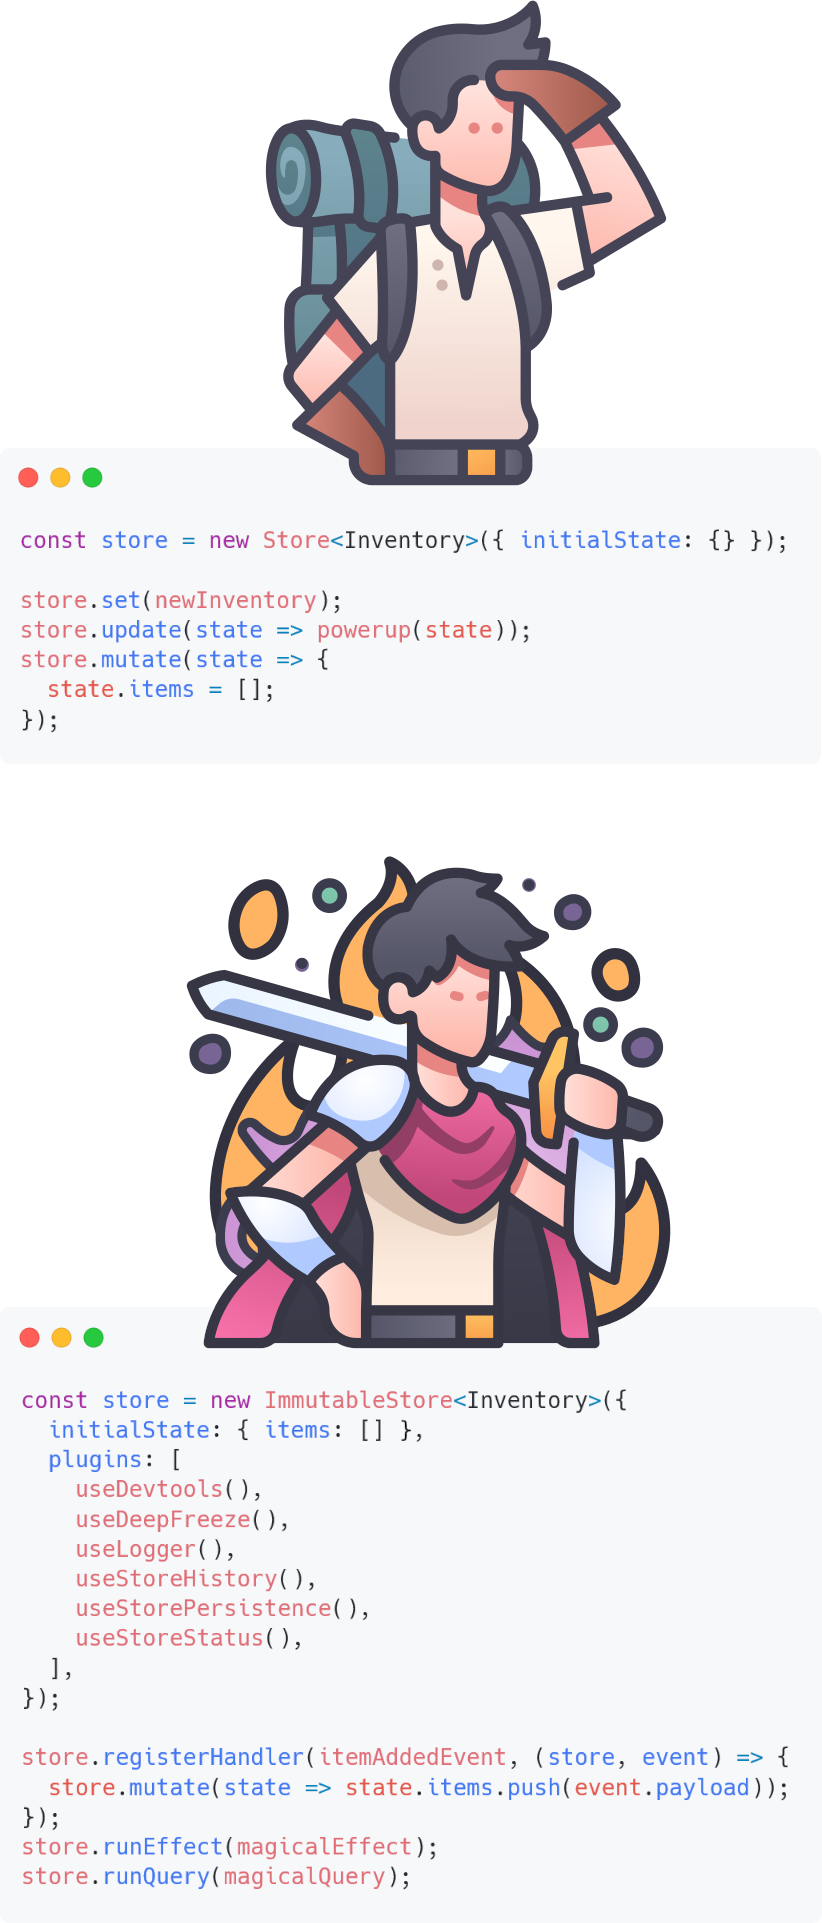 const store = new Store<Inventory>({ initialState: {} });

store.set(newInventory);
store.update(state => powerup(state));
store.mutate(state => {
  state.items = [];
});

const store = new ImmutableStore<Inventory>({
  initialState: { items: [] },
  plugins: [
    useDevtools(),
    useDeepFreeze(),
    useLogger(),
    useStoreHistory(),
    useStorePersistence(),
    useStoreStatus(),
  ],
});

store.registerHandler(itemAddedEvent, (store, event) => {
  store.mutate(state => state.items.push(event.payload));
});
store.runEffect(magicalEffect);
store.runQuery(magicalQuery);